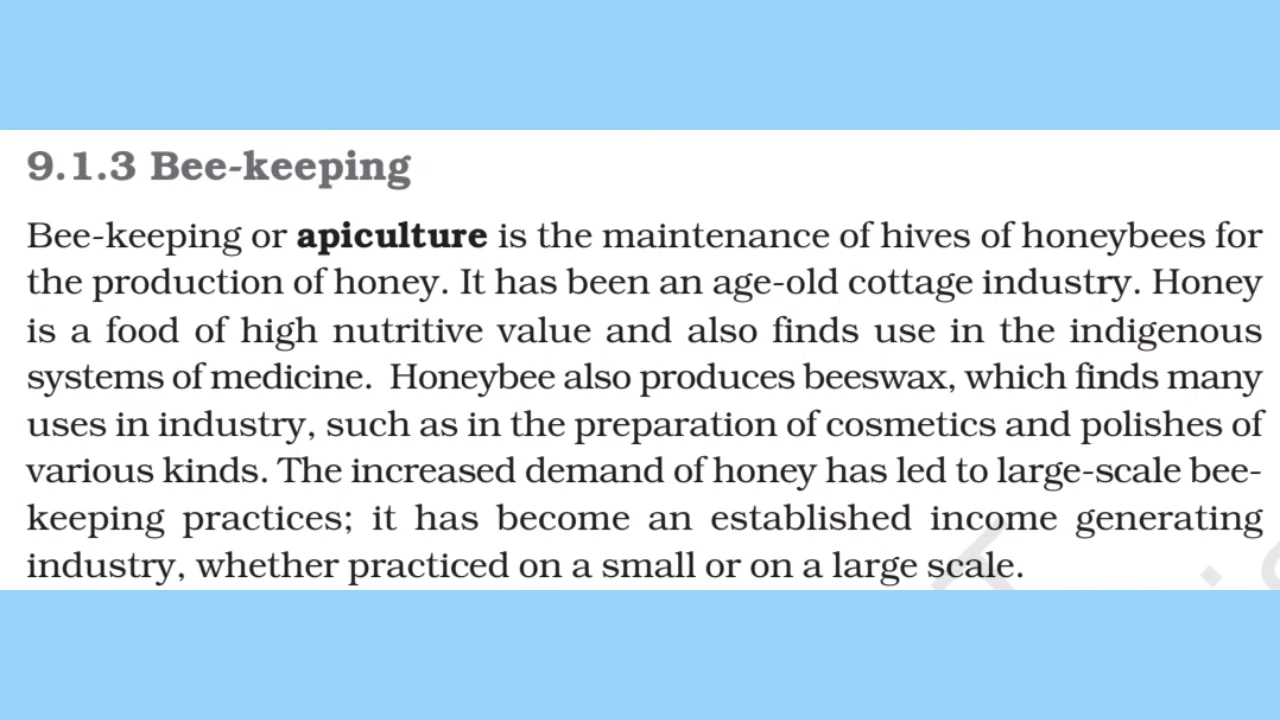 9.1.3 Bee-keeping
Bee-keeping or apiculture is the maintenance of hives of honeybees for
the production of honey. It has been an age-old cottage industry. Honey
is a food of high nutritive value and also finds use in the indigenous
systems of medicine. Honeybee also produces beeswax, which finds many
uses in industry, such as in the preparation of cosmetics and polishes of
various kinds. The increased demand of honey has led to large-scale bee-
keeping practices; it has become an established income generating
industry, whether practiced on a small or on a large scale.